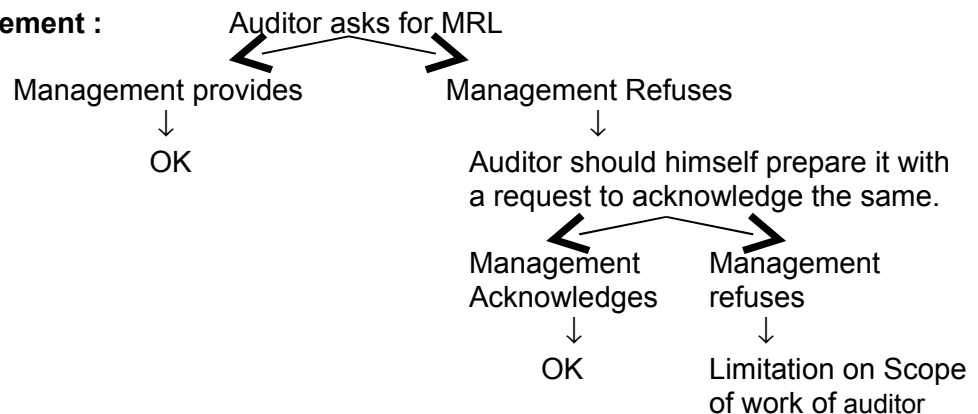 ement : Auditor asks for MRL
Management provides Management Refuses
↓ ↓
OK Auditor should himself prepare it with
a request to acknowledge the same.
Management Management
Acknowledges refuses
↓ ↓
OK Limitation on Scope
of work of auditor